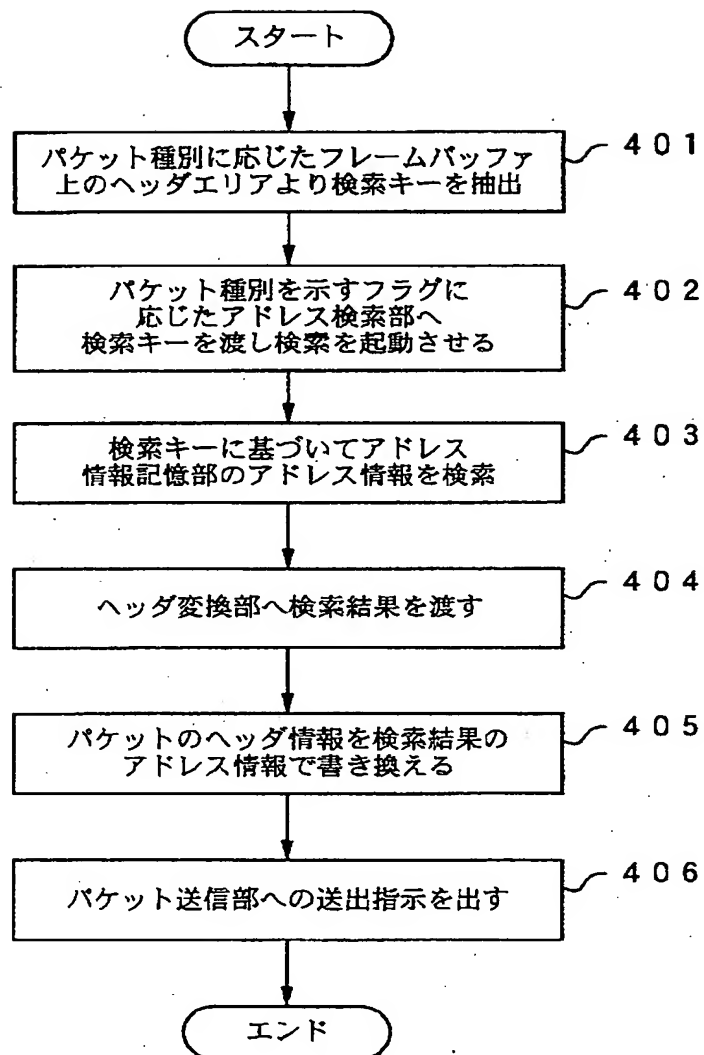 スタート
パケット種別に応じたフレームバッファ
上のヘッダエリアより検索キーを抽出
401
パケット種別を示すフラグに
応じたアドレス検索部へ
検索キーを渡し検索を起動させる
402
検索キーに基づいてアドレス
情報記憶部のアドレス情報を検索
403
ヘッダ変換部へ検索結果を渡す
404
パケットのヘッダ情報を検索結果の
アドレス情報で書き換える
405
パケット送信部への送出指示を出す
406
エンド